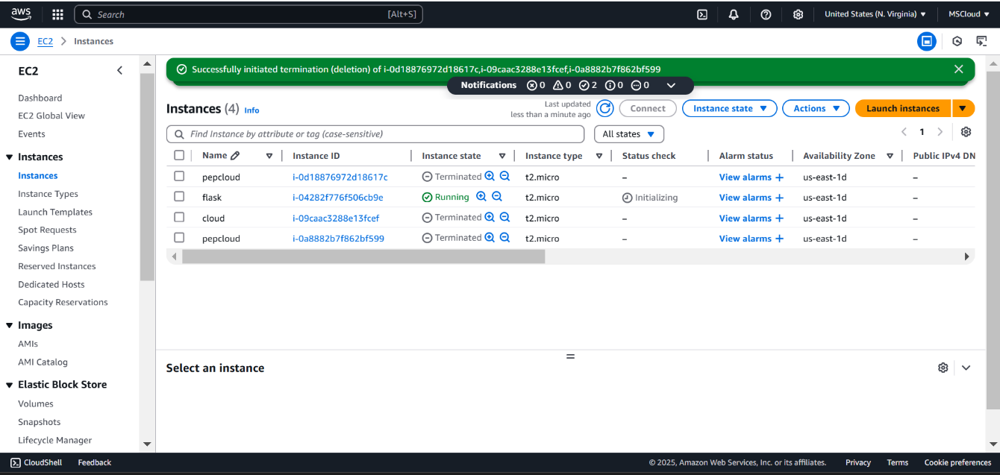 aws Search [Alt+S] United States (N. Virginia) MSCloud
EC2 Instances
EC2
Dashboard
EC2 Global View
Events
Instances
Instances
Instance Types
Launch Templates
Spot Requests
Savings Plans
Reserved Instances
Dedicated Hosts
Capacity Reservations
Images
AMIs
AMI Catalog
Elastic Block Store
Volumes
Snapshots
Lifecycle Manager
Successfully initiated termination (deletion) of i-0d18876972d18617c,i-09caac3288e13fcef,i-0a8882b7f862bf599
Notifications 0 0 2 0 0
Instances (4) Info
Last updated
less than a minute ago
Connect Instance state Actions Launch instances
Find Instance by attribute or tag (case-sensitive) All states 1
Name Instance ID Instance state Instance type Status check Alarm status Availability Zone Public IPv4 DN
pepcloud i-0d18876972d18617c Terminated t2.micro – View alarms + us-east-1d –
flask i-04282f776f506cb9e Running t2.micro Initializing View alarms + us-east-1d –
cloud i-09caac3288e13fcef Terminated t2.micro – View alarms + us-east-1d –
pepcloud i-0a8882b7f862bf599 Terminated t2.micro – View alarms + us-east-1d –
Select an instance
CloudShell Feedback © 2025, Amazon Web Services, Inc. or its affiliates. Privacy Terms Cookie preferences